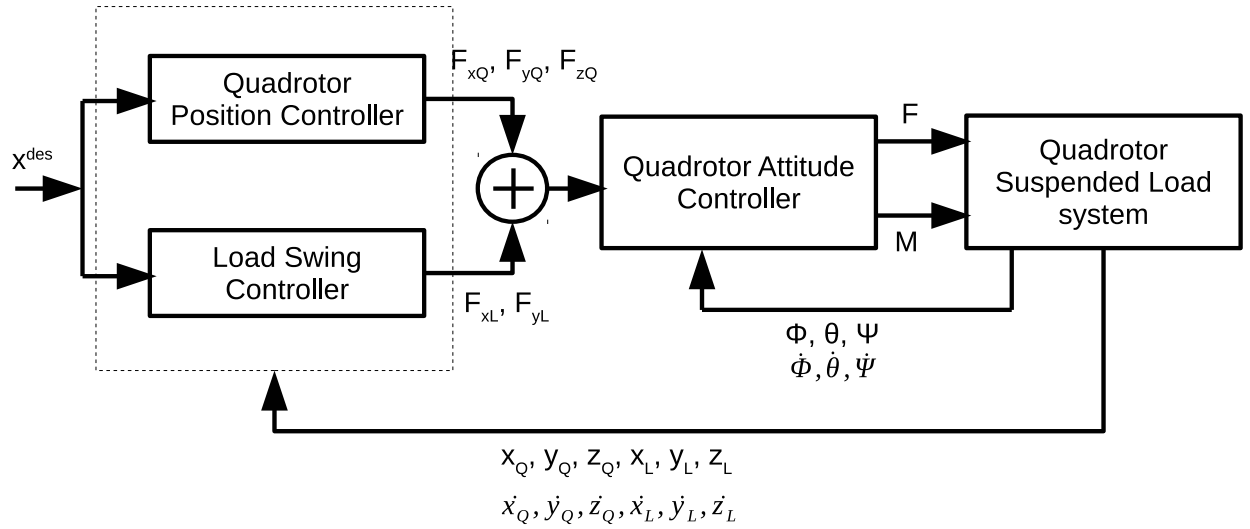 Quadrotor
Position Controller
F_xQ, F_yQ, F_zQ
x^des
Load Swing
Controller
F_xL, F_yL
+
Quadrotor Attitude
Controller
F
M
Quadrotor
Suspended Load
system
Φ, θ, Ψ
Φ̇, θ̇, Ψ̇
x_Q, y_Q, z_Q, x_L, y_L, z_L
ẋ_Q, ẏ_Q, ż_Q, ẋ_L, ẏ_L, ż_L